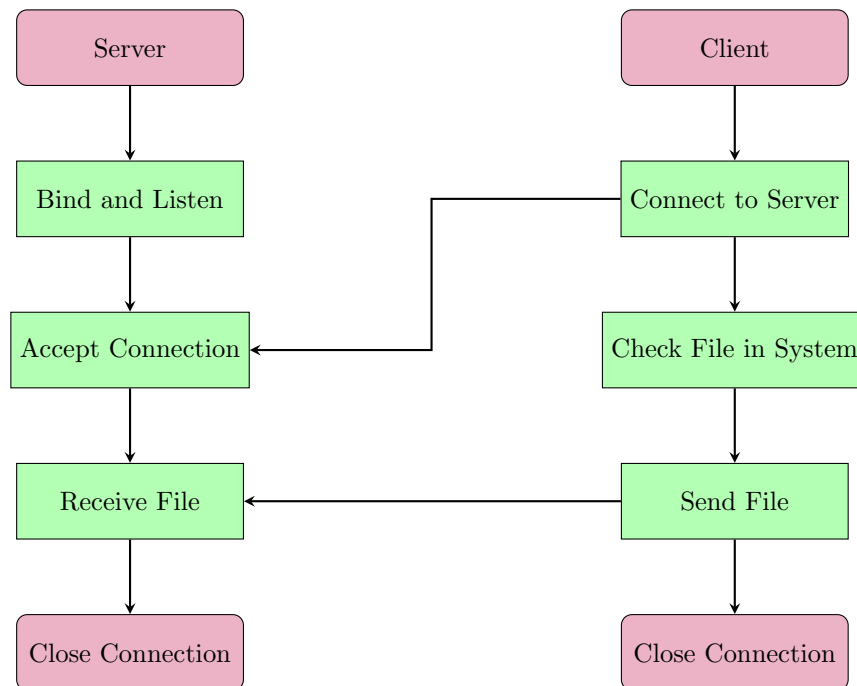 Server
Client
Bind and Listen
Connect to Server
Accept Connection
Check File in System
Receive File
Send File
Close Connection
Close Connection